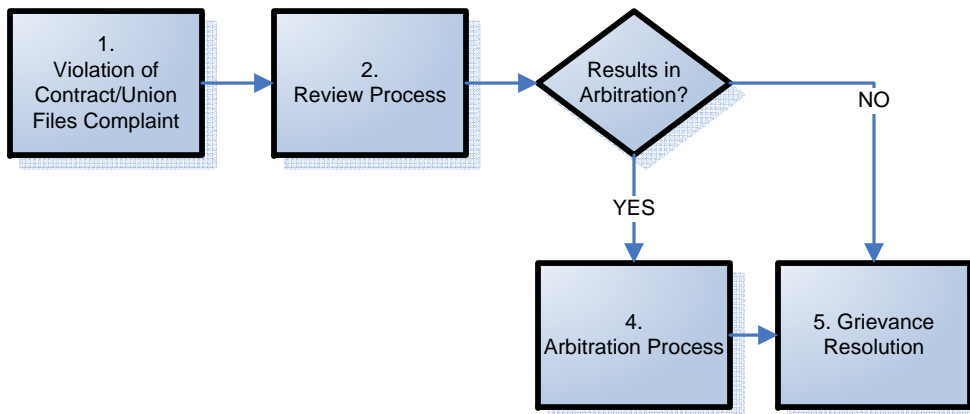 1.
Violation of
Contract/Union
Files Complaint
2.
Review Process
Results in
Arbitration?
NO
YES
4.
Arbitration Process
5. Grievance
Resolution